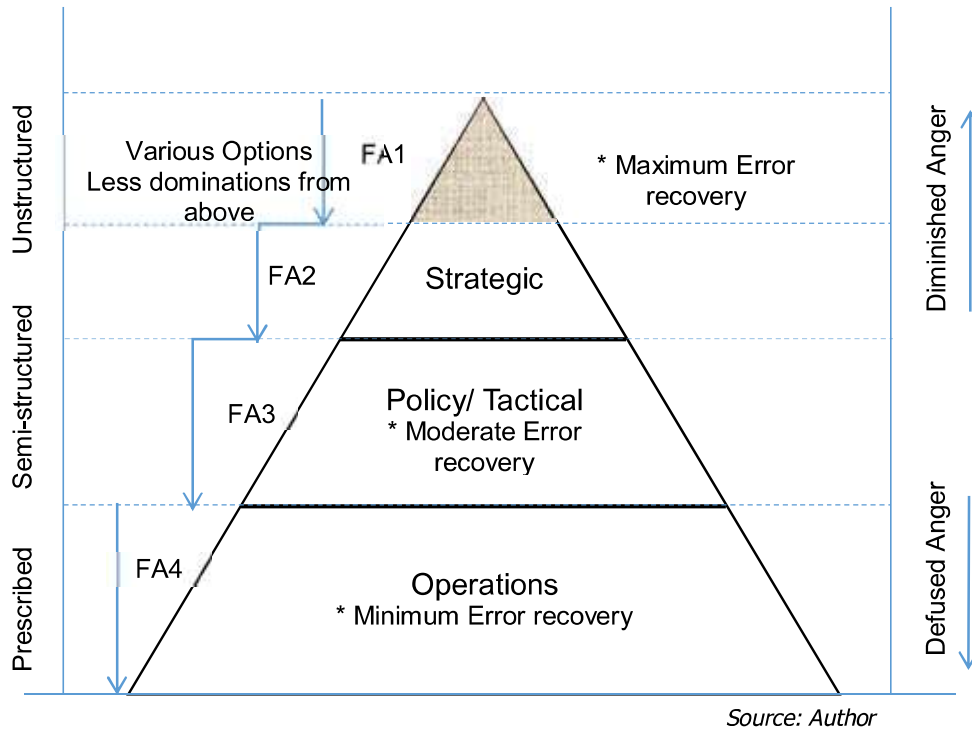 Unstructured
Various Options
Less dominations from
above
FA1
* Maximum Error
recovery
Diminished Anger
FA2
Strategic
Semi-structured
FA3
Policy/ Tactical
* Moderate Error
recovery
Prescribed
FA4
Operations
* Minimum Error recovery
Defused Anger
Source: Author